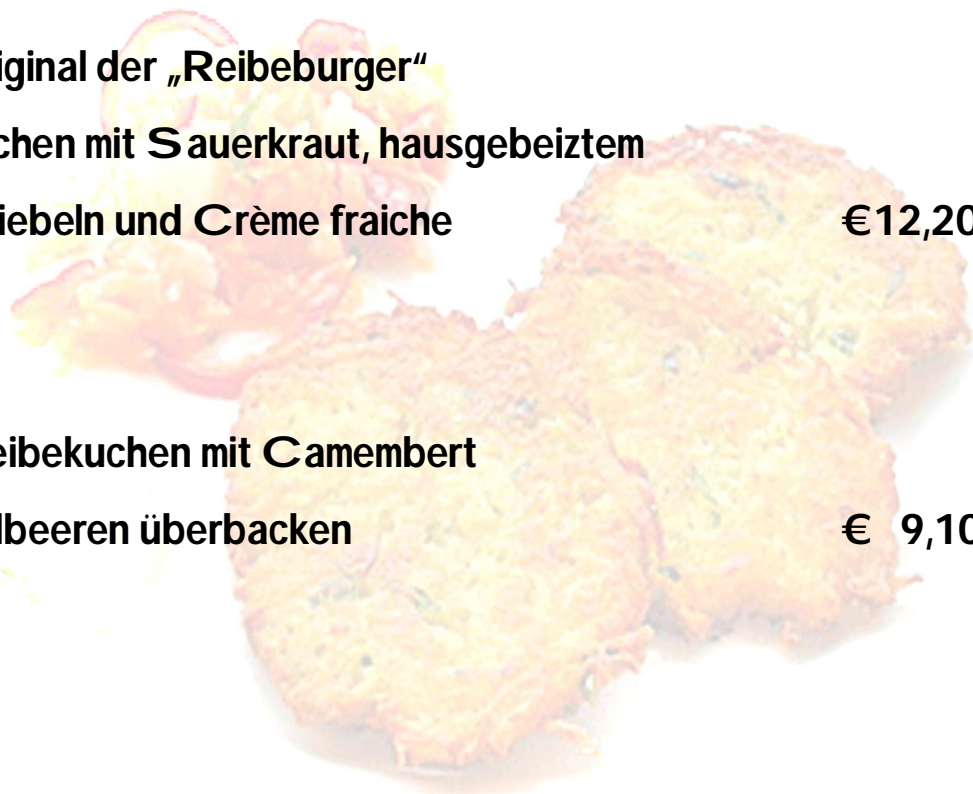 iginal der „Reibeburger“
chen mit Sauerkraut, hausgebeiztem
iebeln und Crème fraiche €12,20
eibekuchen mit Camembert
lbeeren überbacken € 9,10